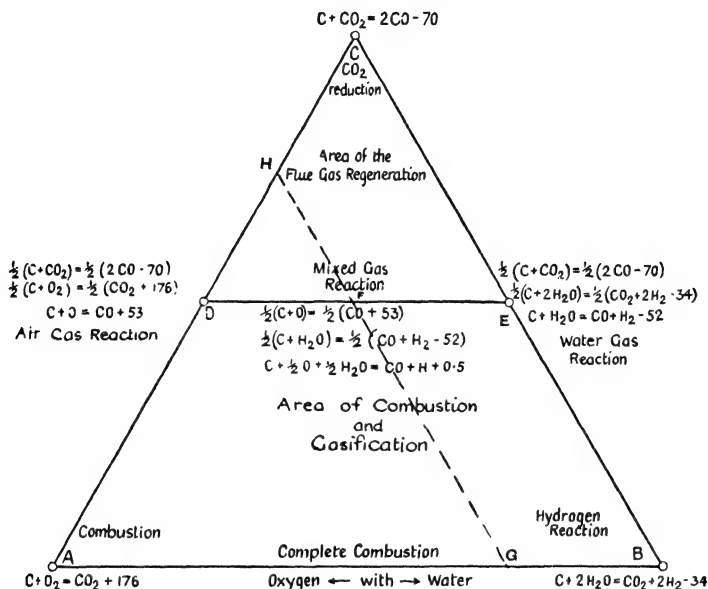 C + CO₂ = 2CO - 70
C
CO₂
reduction
H
Area of the
Flue Gas Regeneration
½ (C+CO₂) = ½ (2CO - 70)
½ (C+O₂) = ½ (CO₂ + 176)
C+O = CO + 53
Air Gas Reaction
Mixed Gas
Reaction
F
D
½(C+O) = ½ (CO + 53)
½(C+H₂O) = ½ (CO + H₂ - 52)
C + ½O + ½H₂O = CO + H + 0·5
½ (C+CO₂) = ½ (2CO - 70)
½(C+2H₂O) = ½(CO₂+2H₂ - 34)
E
C + H₂O = CO + H₂ - 52
Water Gas
Reaction
Area of Combustion
and
Gasification
Combustion
Complete Combustion
Hydrogen
Reaction
A
G
B
C+O₂ = CO₂ + 176
Oxygen ← with → Water
C + 2H₂O = CO₂ + 2H₂ - 34